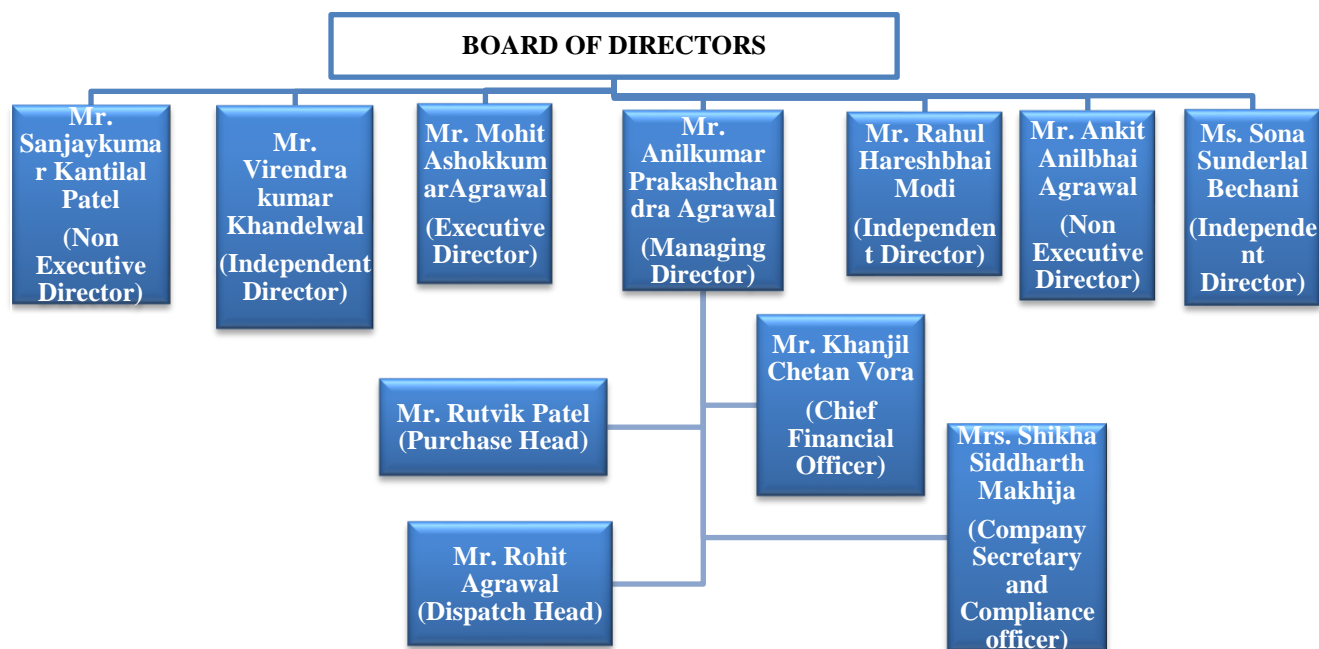 BOARD OF DIRECTORS
Mr.
Sanjaykuma
r Kantilal
Patel
(Non
Executive
Director)
Mr.
Virendra
kumar
Khandelwal
(Independent
Director)
Mr. Mohit
Ashokkum
arAgrawal
(Executive
Director)
Mr.
Anilkumar
Prakashchan
dra Agrawal
(Managing
Director)
Mr. Rahul
Hareshbhai
Modi
(Independen
t Director)
Mr. Ankit
Anilbhai
Agrawal
(Non
Executive
Director)
Ms. Sona
Sunderlal
Bechani
(Independe
nt
Director)
Mr. Khanjil
Chetan Vora
(Chief
Financial
Officer)
Mr. Rutvik Patel
(Purchase Head)
Mrs. Shikha
Siddharth
Makhija
(Company
Secretary
and
Compliance
officer)
Mr. Rohit
Agrawal
(Dispatch Head)